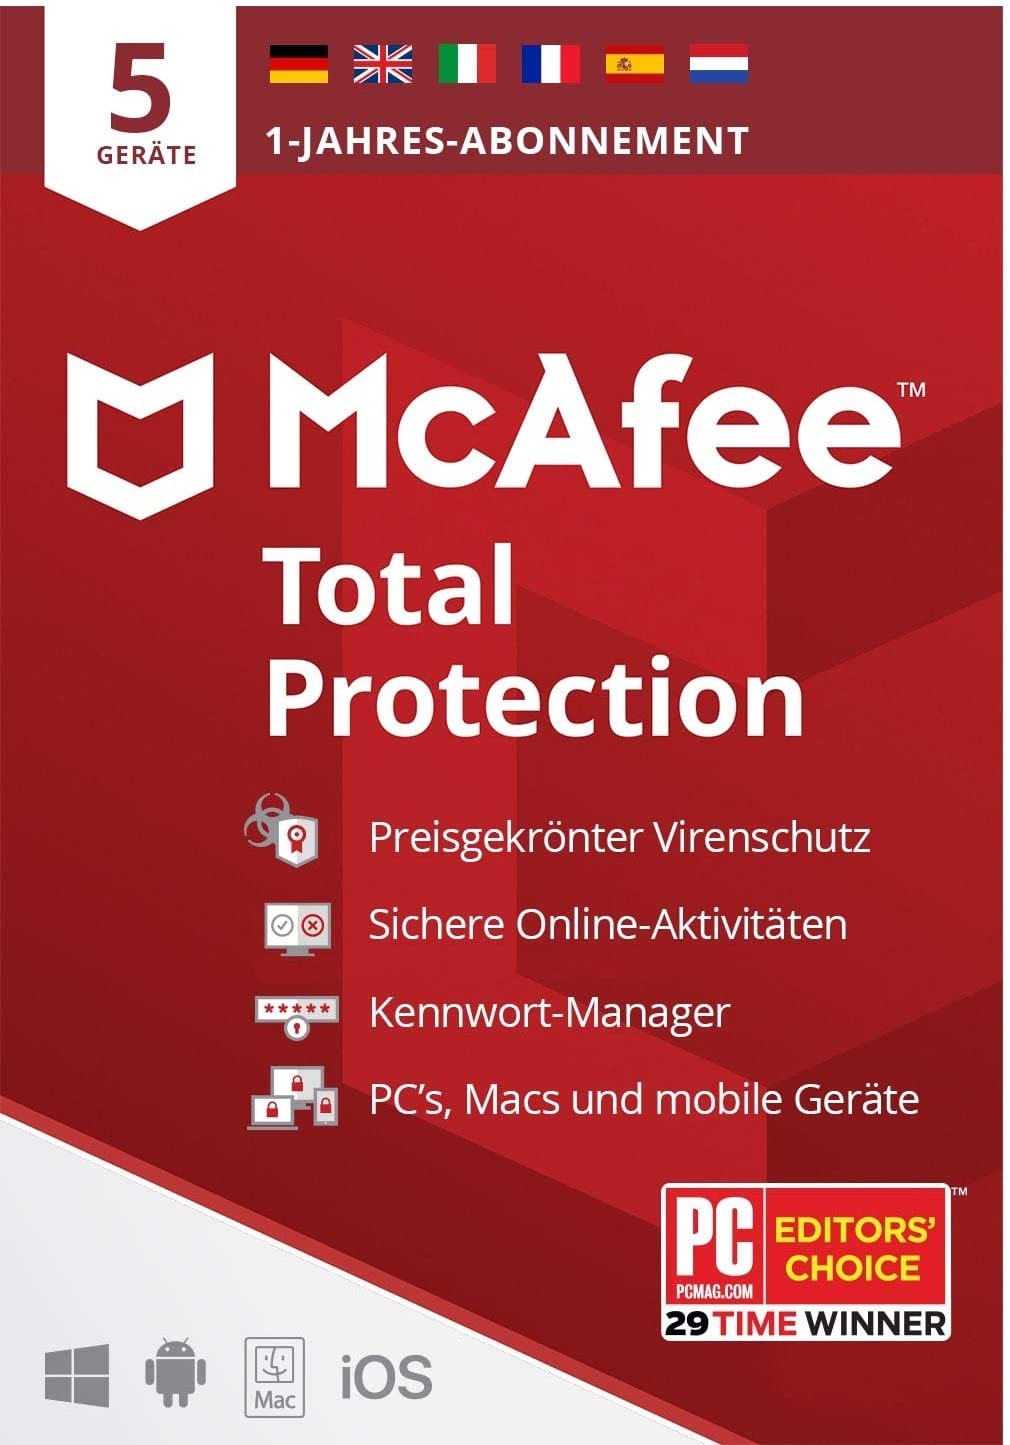 5
GERÄTE
1-JAHRES-ABONNEMENT
McAfee™
Total
Protection
Preisgekrönter Virenschutz
Sichere Online-Aktivitäten
*****
Kennwort-Manager
PC’s, Macs und mobile Geräte
PC
PCMAG.COM
EDITORS’
CHOICE
™
29 TIME WINNER
Mac
iOS